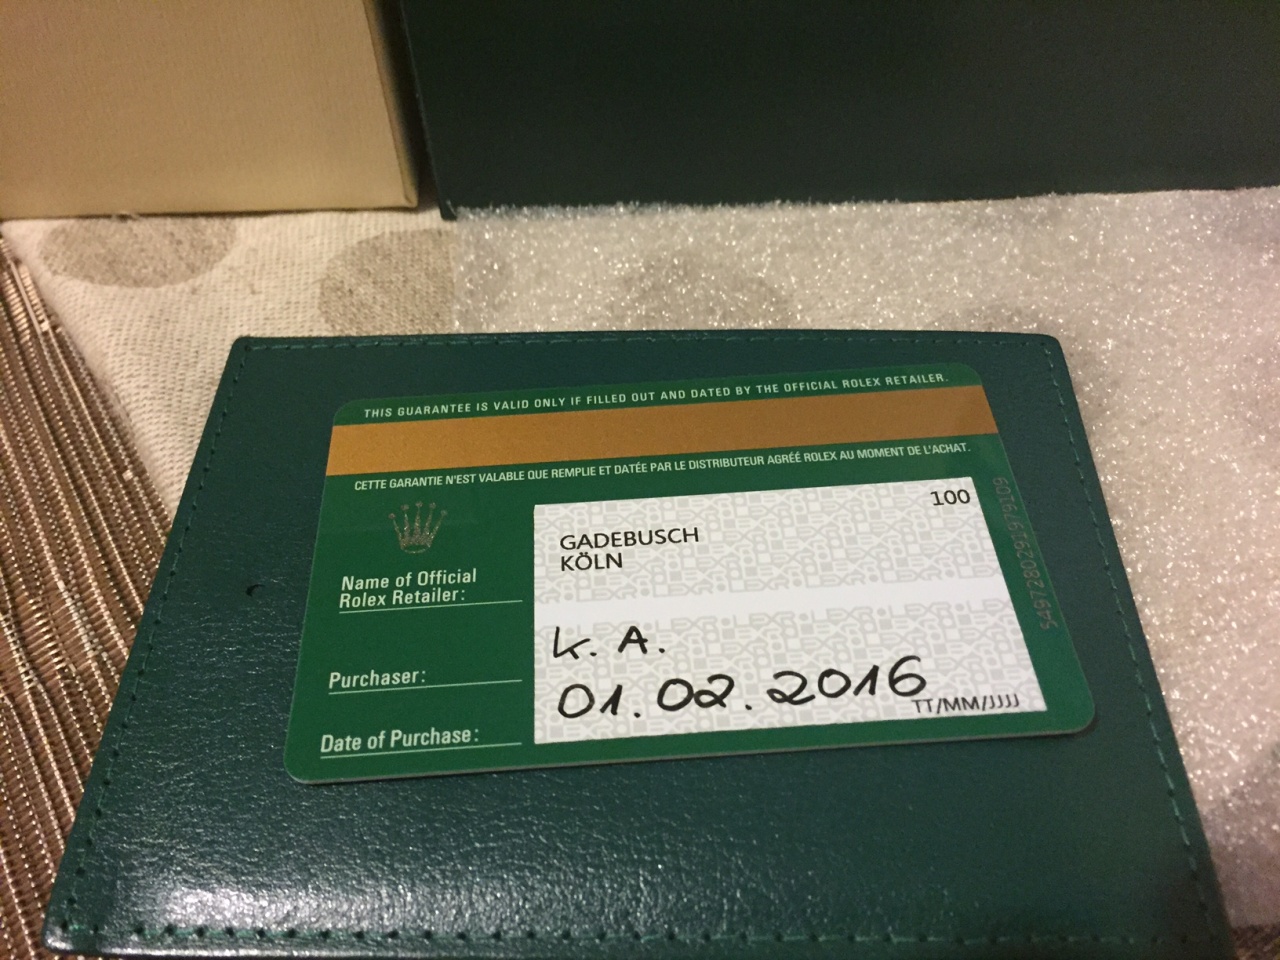 THIS GUARANTEE IS VALID ONLY IF FILLED OUT AND DATED BY THE OFFICIAL ROLEX RETAILER.
CETTE GARANTIE N'EST VALABLE QUE REMPLIE ET DATÉE PAR LE DISTRIBUTEUR AGRÉÉ ROLEX AU MOMENT DE L'ACHAT.
100
GADEBUSCH
KÖLN
Name of Official
Rolex Retailer:
Purchaser:
K. A.
Date of Purchase:
01.02.2016
TT/MM/JJJJ